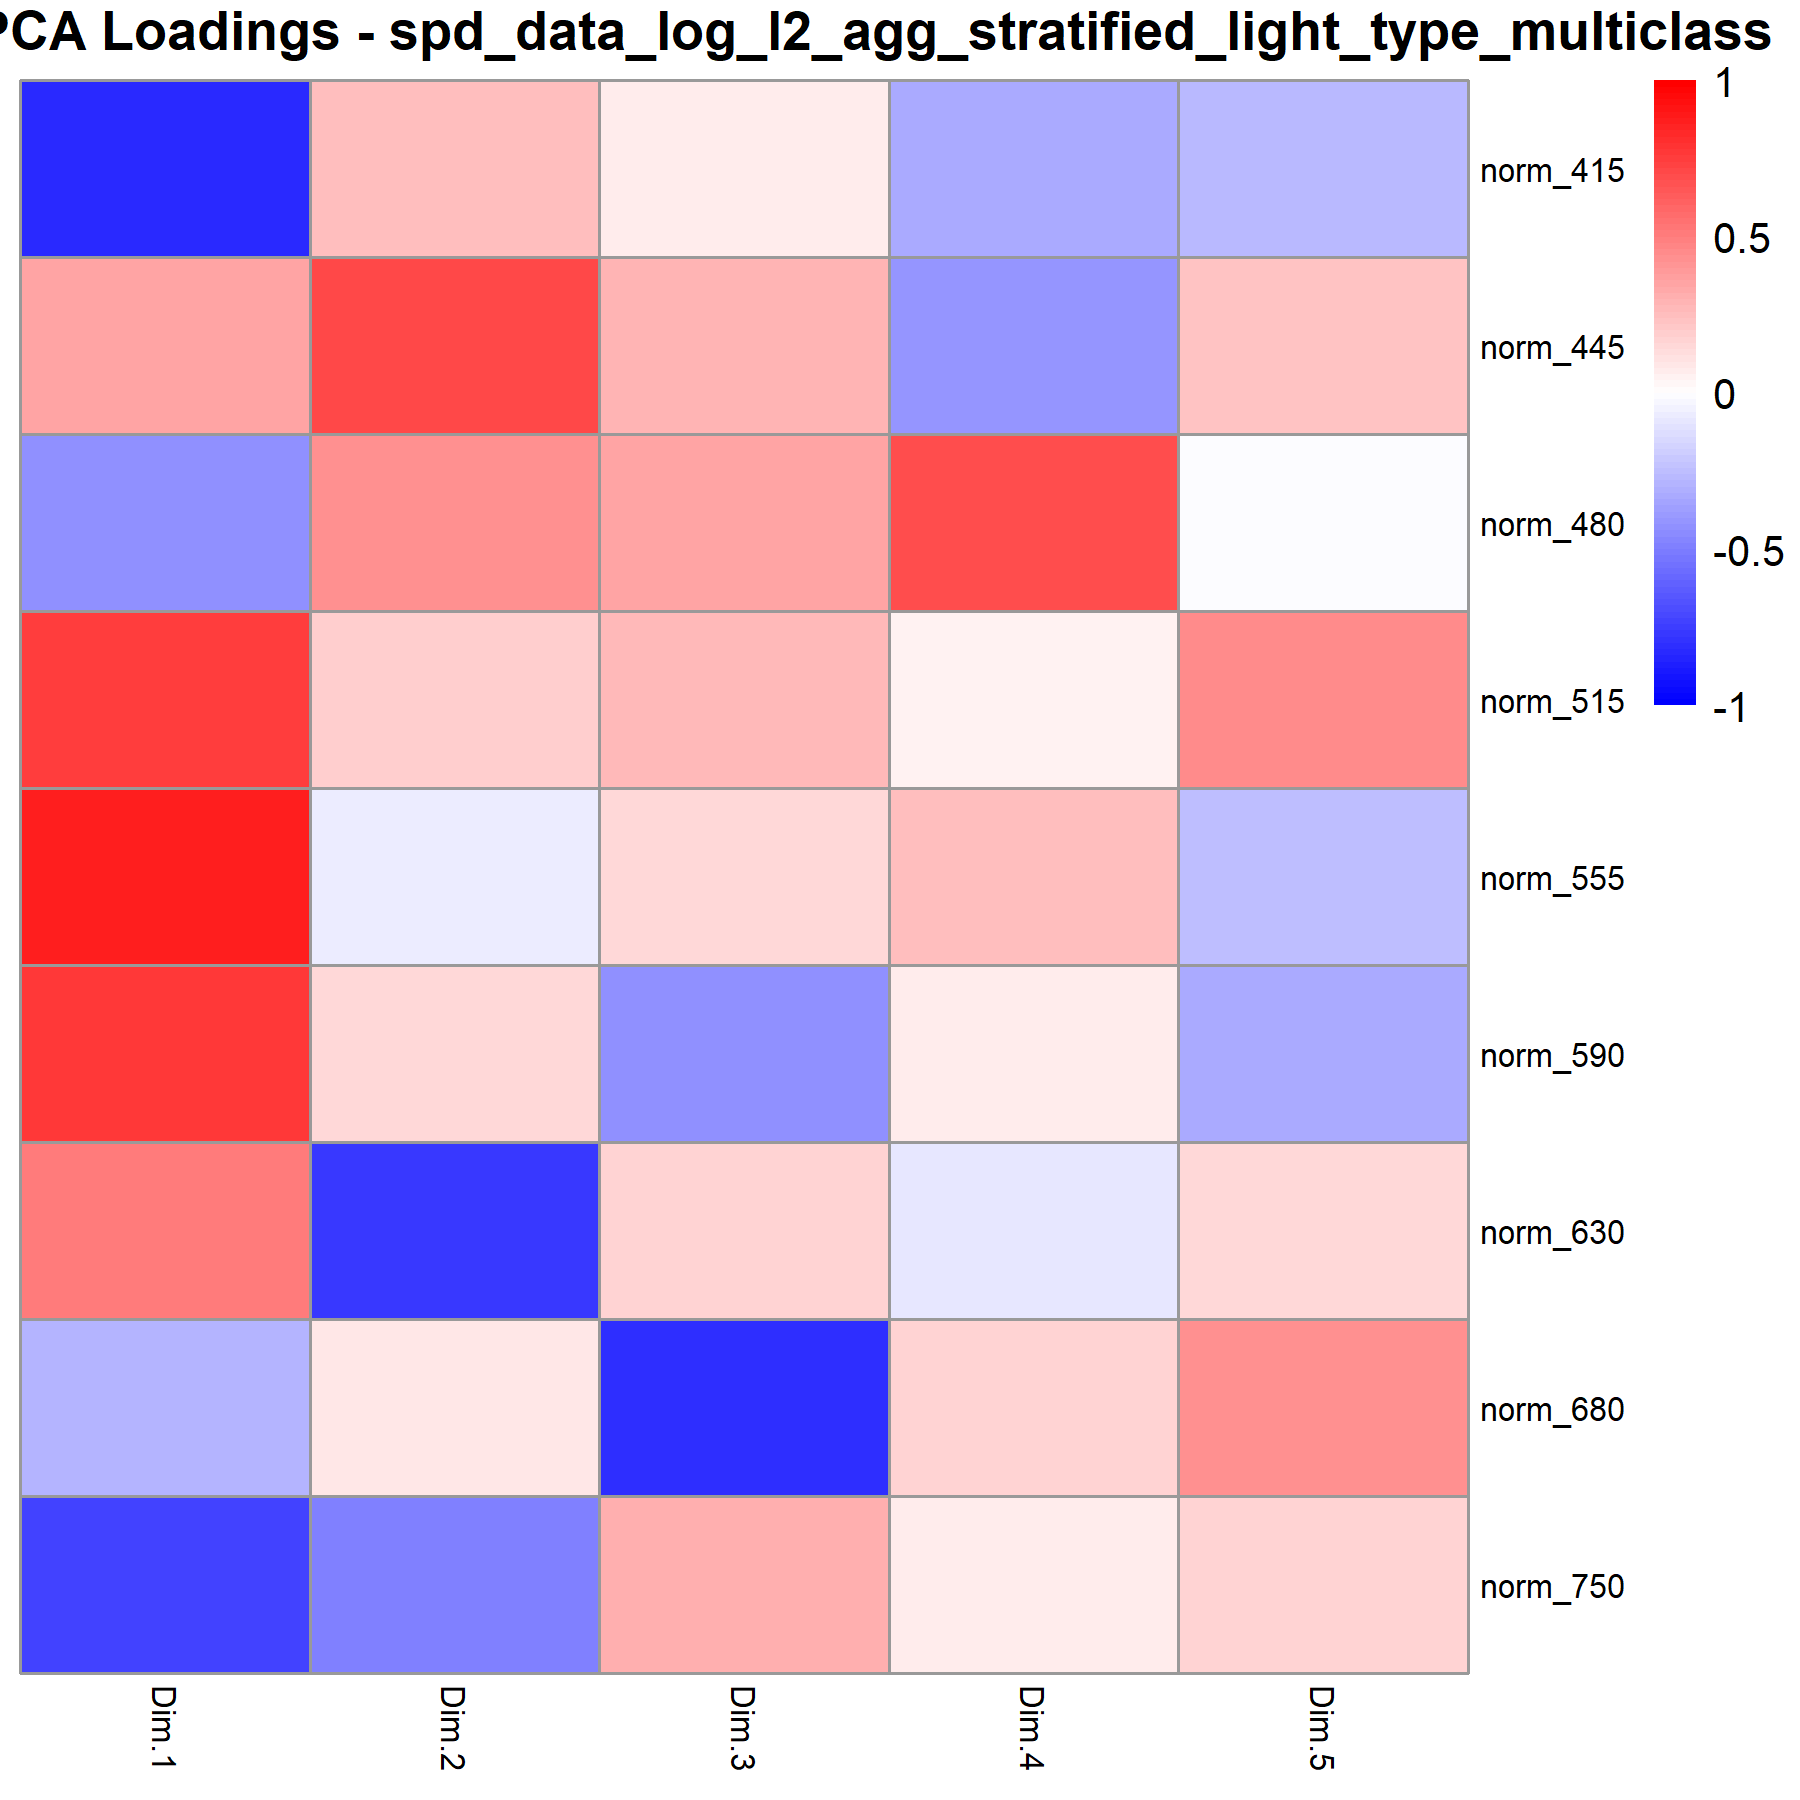 PCA Loadings - spd_data_log_l2_agg_stratified_light_type_multiclass
1
0.5
0
-0.5
-1
norm_415
norm_445
norm_480
norm_515
norm_555
norm_590
norm_630
norm_680
norm_750
Dim.1
Dim.2
Dim.3
Dim.4
Dim.5